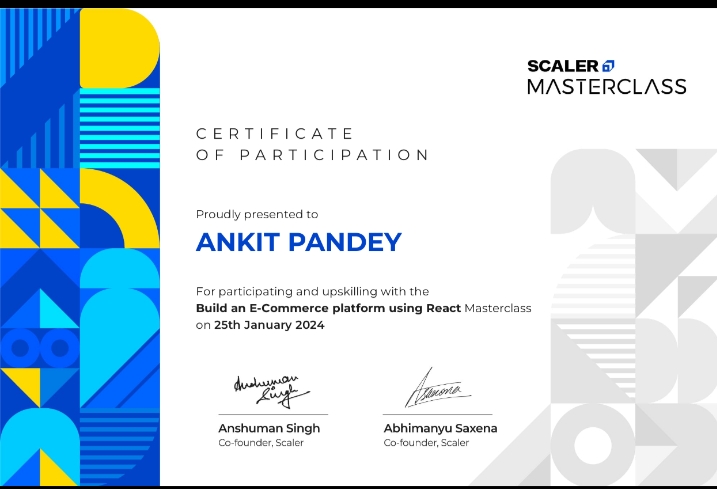 SCALER
MASTERCLASS
CERTIFICATE
OF PARTICIPATION
Proudly presented to
ANKIT PANDEY
For participating and upskilling with the
Build an E-Commerce platform using React Masterclass
on 25th January 2024
Anshuman
Singh
Asaxena
Anshuman Singh
Co-founder, Scaler
Abhimanyu Saxena
Co-founder, Scaler